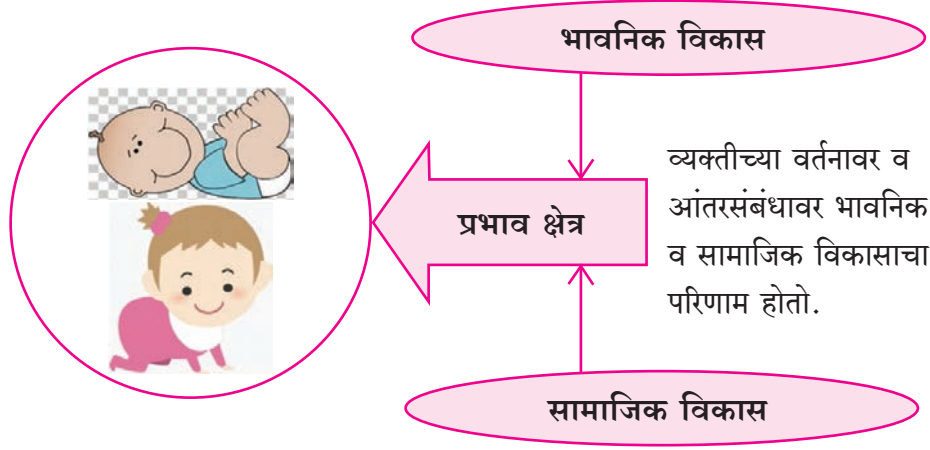 भावनिक विकास
व्यक्तीच्या वर्तनावर व
आंतरसंबंधावर भावनिक
व सामाजिक विकासाचा
परिणाम होतो.
प्रभाव क्षेत्र
सामाजिक विकास